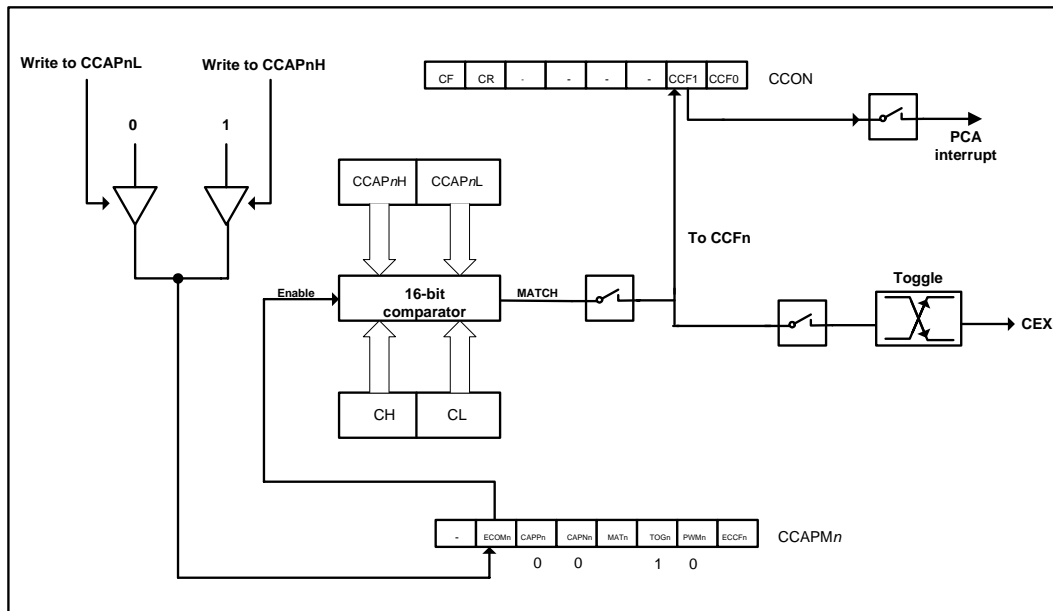 Write to CCAPnL
Write to CCAPnH
0
1
CF CR - - - - CCF1 CCF0 CCON
PCA
interrupt
CCAPnH CCAPnL
To CCFn
Toggle
Enable
16-bit
comparator
MATCH
CEX
CH CL
- ECOMn CAPPn CAPNn MATn TOGn PWMn ECCFn CCAPMn
0 0 1 0